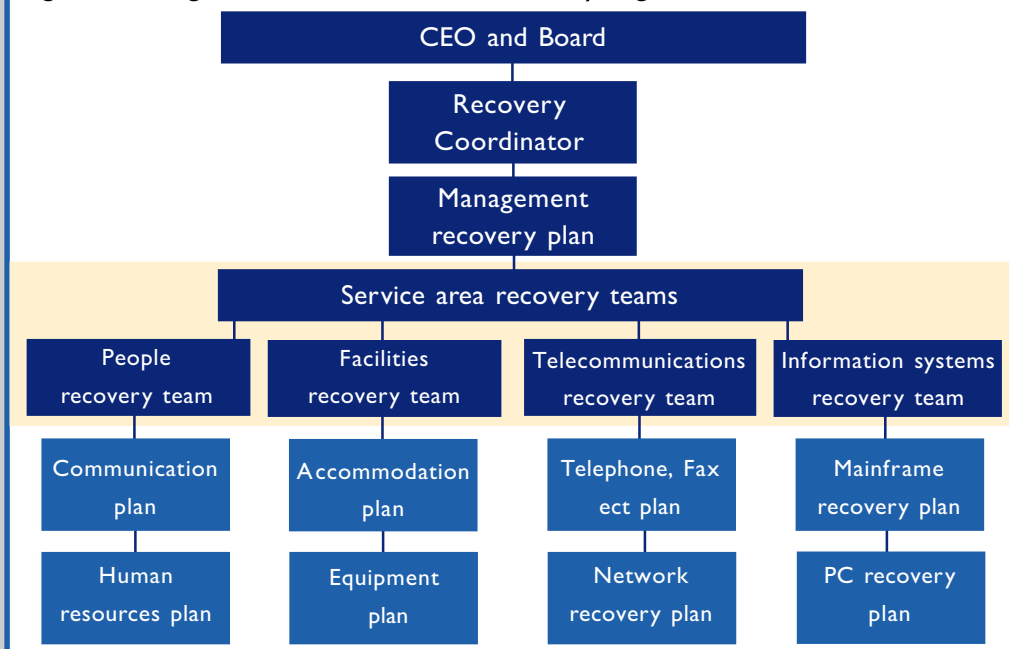 CEO and Board
Recovery
Coordinator
Management
recovery plan
Service area recovery teams
People
recovery team
Facilities
recovery team
Telecommunications
recovery team
Information systems
recovery team
Communication
plan
Accommodation
plan
Telephone, Fax
ect plan
Mainframe
recovery plan
Human
resources plan
Equipment
plan
Network
recovery plan
PC recovery
plan